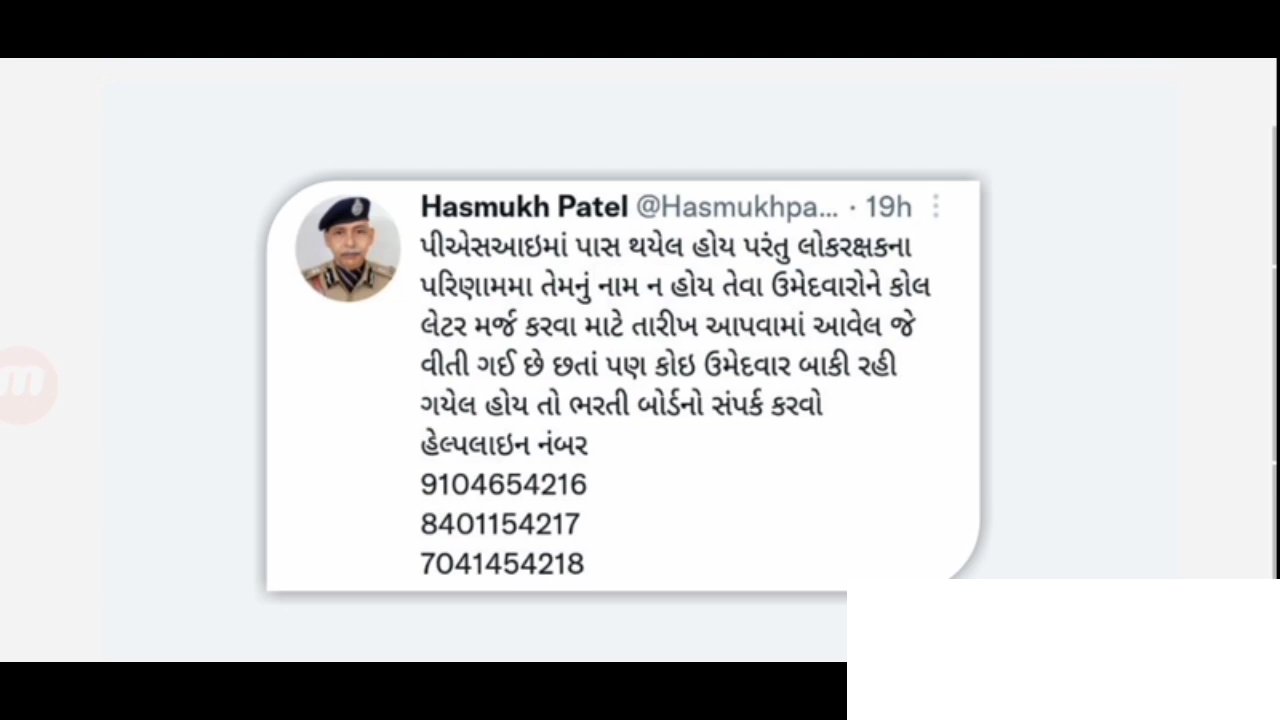 Hasmukh Patel @Hasmukhpa... · 19h
પીએસઆઇમાં પાસ થયેલ હોય પરંતુ લોકરક્ષકના
પરિણામમા તેમનું નામ ન હોય તેવા ઉમેદવારોને કોલ
લેટર મર્જ કરવા માટે તારીખ આપવામાં આવેલ જે
વીતી ગઈ છે છતાં પણ કોઇ ઉમેદવાર બાકી રહી
ગયેલ હોય તો ભરતી બોર્ડનો સંપર્ક કરવો
હેલ્પલાઇન નંબર
9104654216
8401154217
7041454218